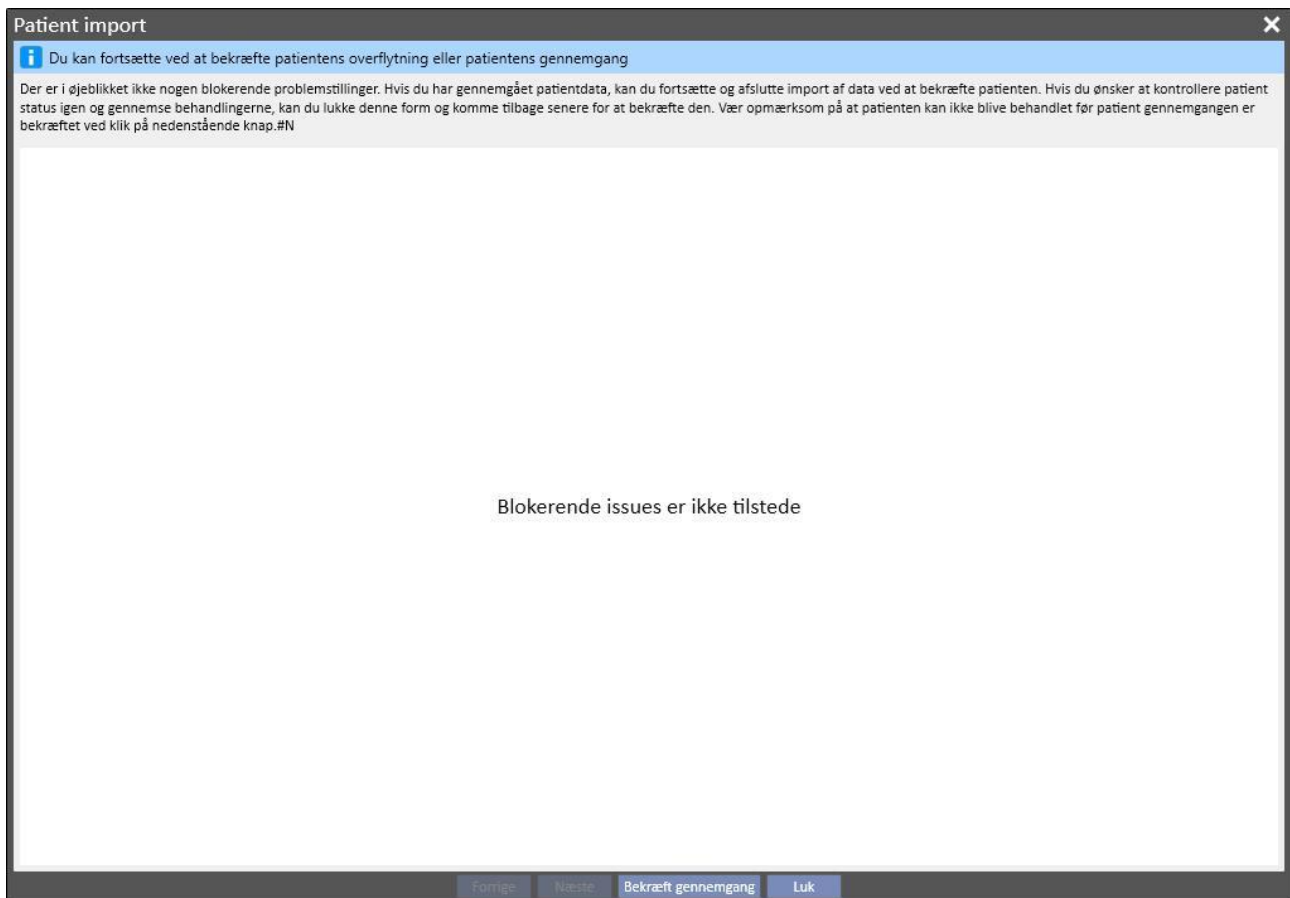 Patient import
Du kan fortsætte ved at bekræfte patientens overflytning eller patientens gennemgang
Der er i øjeblikket ikke nogen blokerende problemstillinger. Hvis du har gennemgået patientdata, kan du fortsætte og afslutte import af data ved at bekræfte patienten. Hvis du ønsker at kontrollere patient
status igen og gennemse behandlingerne, kan du lukke denne form og komme tilbage senere for at bekræfte den. Vær opmærksom på at patienten kan ikke blive behandlet før patient gennemgangen er
bekræftet ved klik på nedenstående knap.#N
Blokerende issues er ikke tilstede
Forrige Næste Bekræft gennemgang Luk